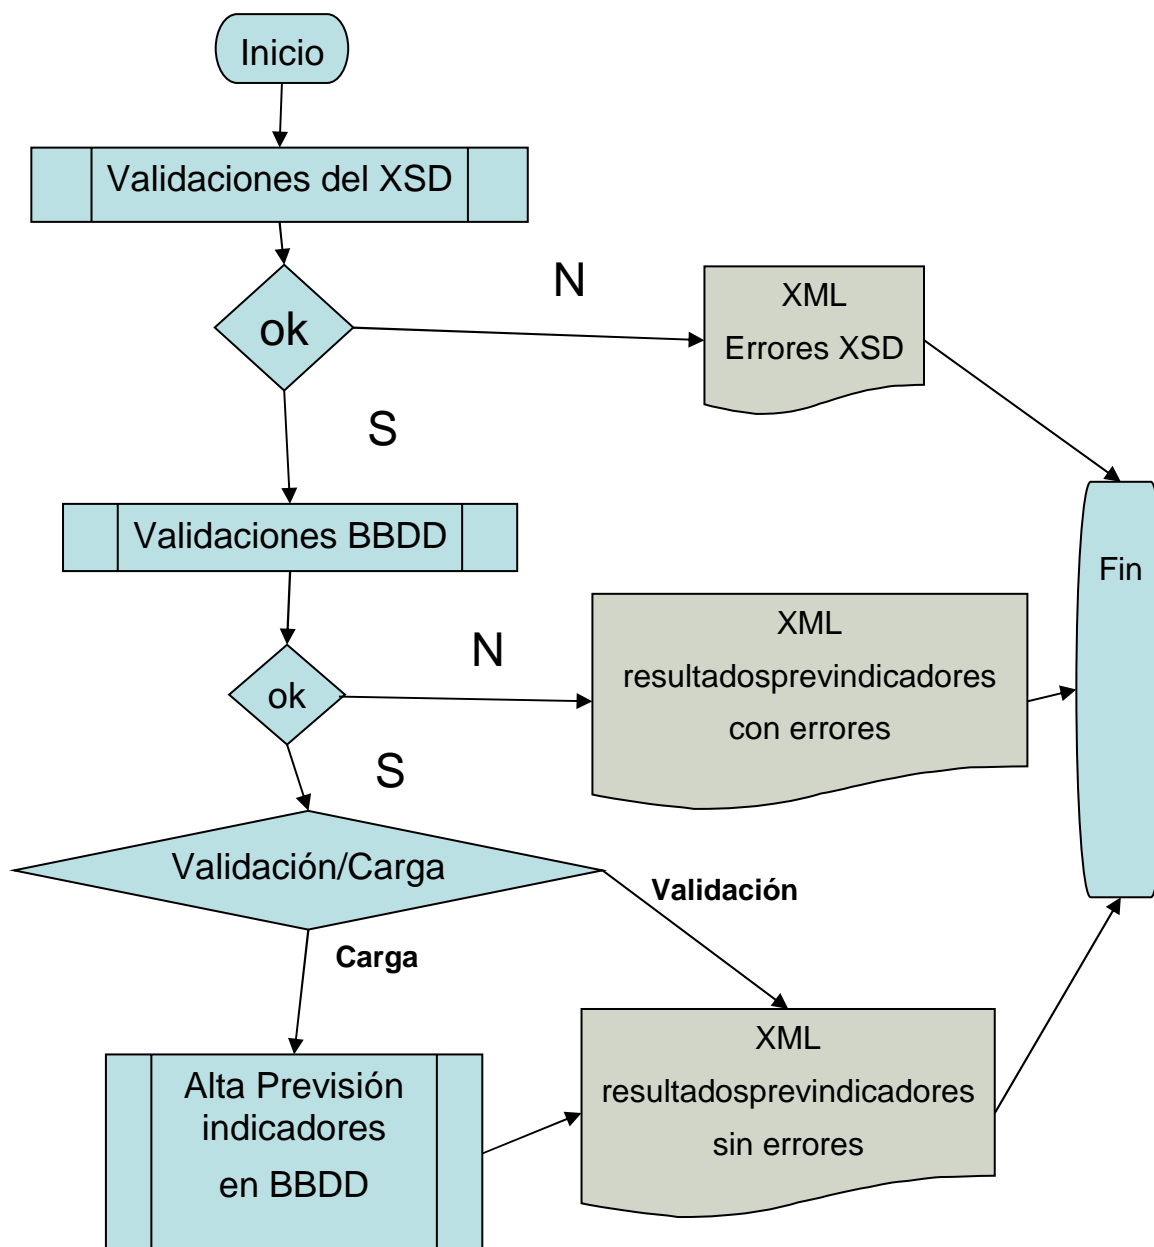 Inicio
Validaciones del XSD
ok
N
XML
Errores XSD
S
Validaciones BBDD
Fin
ok
N
XML
resultadosprevindicadores
con errores
S
Validación/Carga
Validación
Carga
Alta Previsión
indicadores
en BBDD
XML
resultadosprevindicadores
sin errores